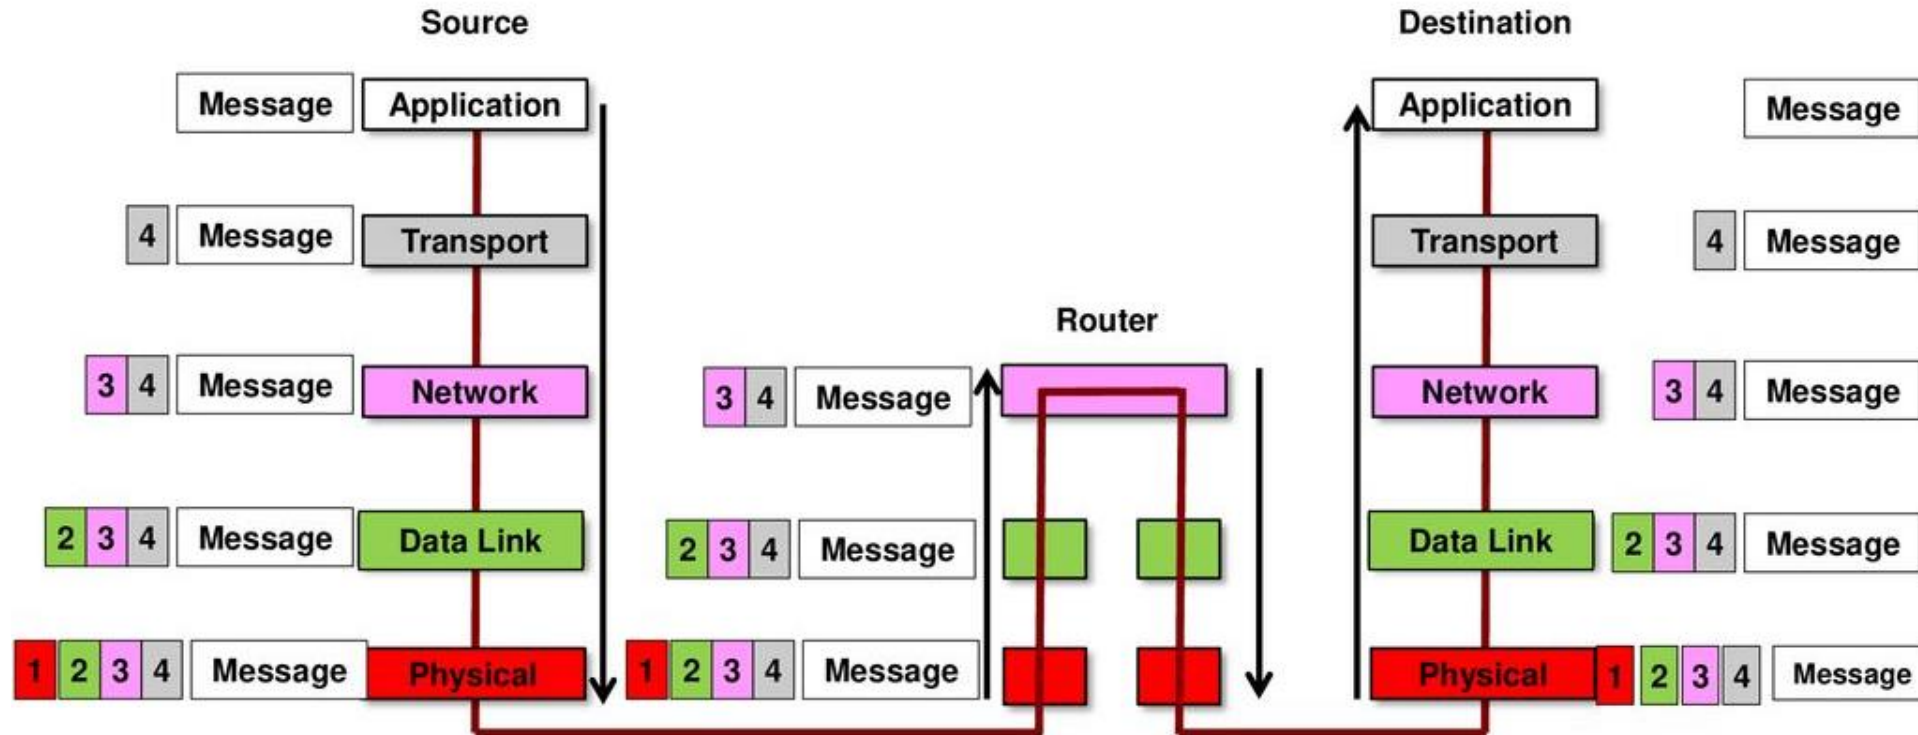 Source
Destination
Message Application
Application Message
4 Message Transport
Transport 4 Message
Router
3 4 Message Network
3 4 Message
Network 3 4 Message
2 3 4 Message Data Link
2 3 4 Message
Data Link 2 3 4 Message
1 2 3 4 Message Physical
1 2 3 4 Message
Physical 1 2 3 4 Message